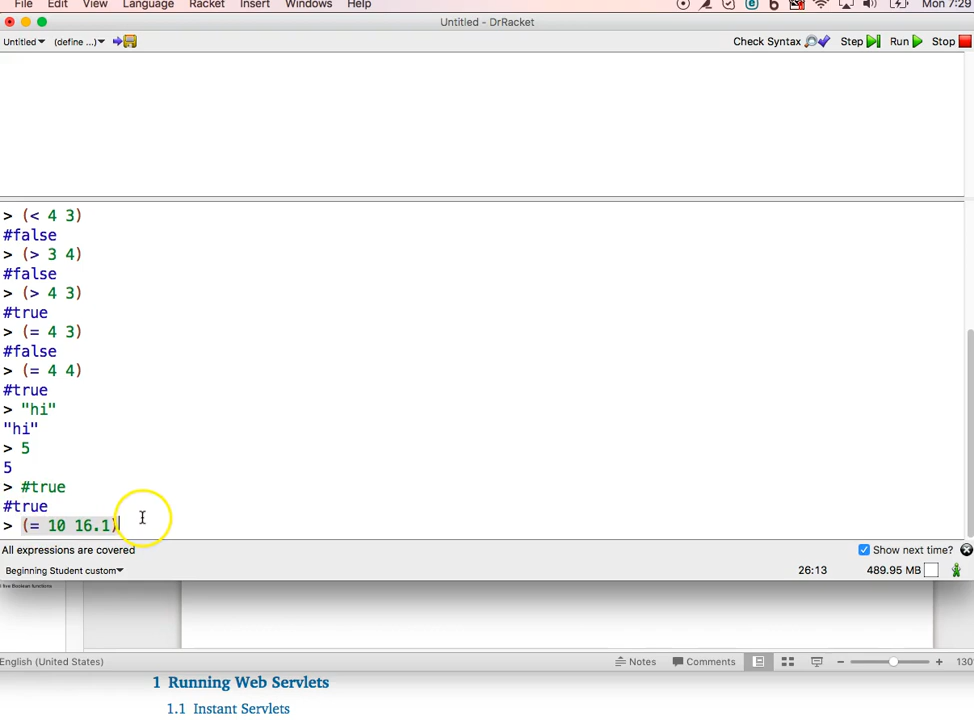 File Edit View Language Racket Insert Windows Help Mon 7:29
Untitled - DrRacket
Untitled (define ...) Check Syntax Step Run Stop
> (< 4 3)
#false
> (> 3 4)
#false
> (> 4 3)
#true
> (= 4 3)
#false
> (= 4 4)
#true
> "hi"
"hi"
> 5
5
> #true
#true
> (= 10 16.1)
All expressions are covered Show next time?
Beginning Student custom 26:13 489.95 MB
five Boolean functions
English (United States) Notes Comments 130
1 Running Web Servlets
1.1 Instant Servlets